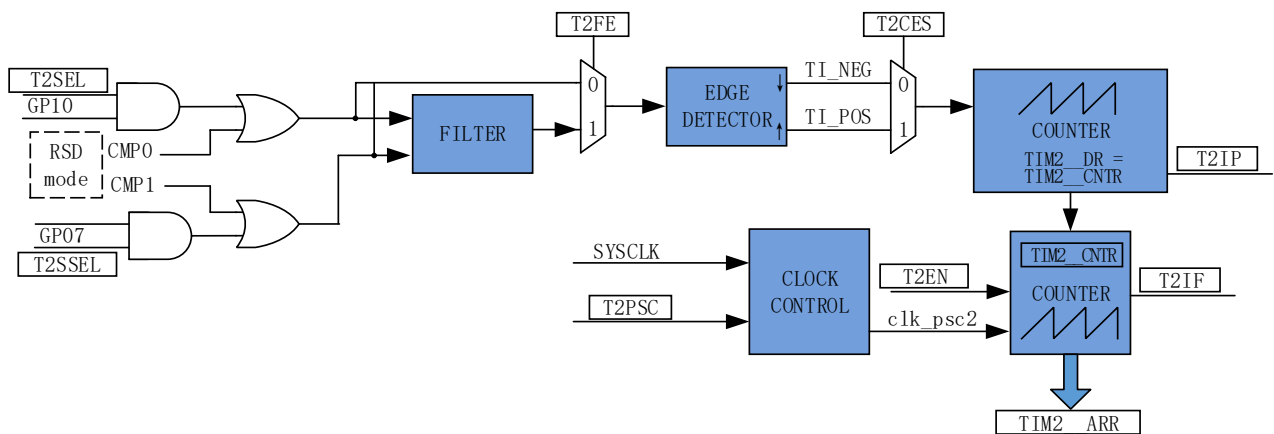 T2FE
T2CES
T2SEL
GP10
RSD
mode
CMP0
CMP1
GP07
T2SSEL
FILTER
0
1
EDGE
DETECTOR
TI_NEG
TI_POS
0
1
COUNTER
TIM2__DR =
TIM2__CNTR
T2IP
SYSCLK
T2PSC
CLOCK
CONTROL
T2EN
clk_psc2
TIM2__CNTR
COUNTER
T2IF
TIM2__ARR